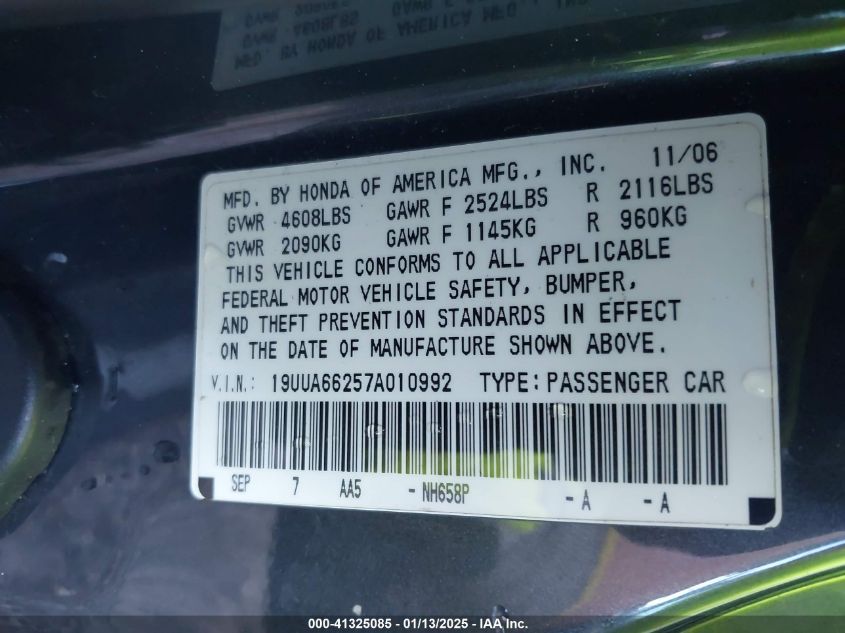 MFD. BY HONDA OF AMERICA MFG., INC. 11/06
GVWR 4608LBS GAWR F 2524LBS R 2116LBS
GVWR 2090KG GAWR F 1145KG R 960KG
THIS VEHICLE CONFORMS TO ALL APPLICABLE
FEDERAL MOTOR VEHICLE SAFETY, BUMPER,
AND THEFT PREVENTION STANDARDS IN EFFECT
ON THE DATE OF MANUFACTURE SHOWN ABOVE.
V.I.N.: 19UUA66257A010992 TYPE: PASSENGER CAR
SEP 7 AA5 - NH658P - A - A
000-41325085 - 01/13/2025 - IAA Inc.